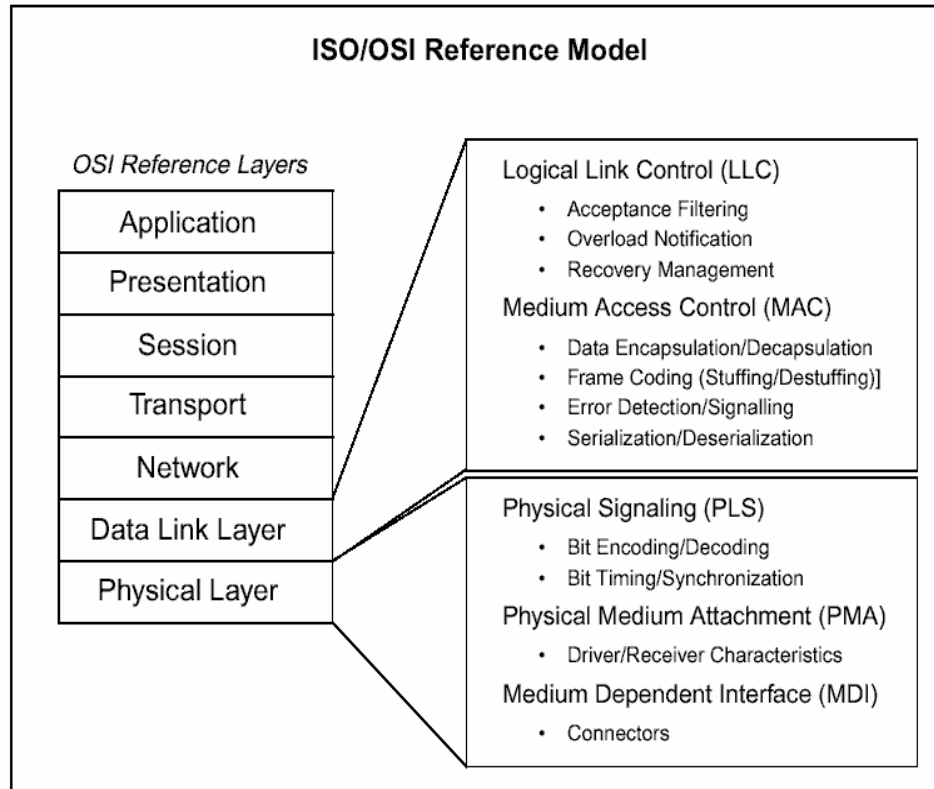 ISO/OSI Reference Model
OSI Reference Layers
Application
Presentation
Session
Transport
Network
Data Link Layer
Physical Layer
Logical Link Control (LLC)
• Acceptance Filtering
• Overload Notification
• Recovery Management
Medium Access Control (MAC)
• Data Encapsulation/Decapsulation
• Frame Coding (Stuffing/Destuffing)]
• Error Detection/Signalling
• Serialization/Deserialization
Physical Signaling (PLS)
• Bit Encoding/Decoding
• Bit Timing/Synchronization
Physical Medium Attachment (PMA)
• Driver/Receiver Characteristics
Medium Dependent Interface (MDI)
• Connectors